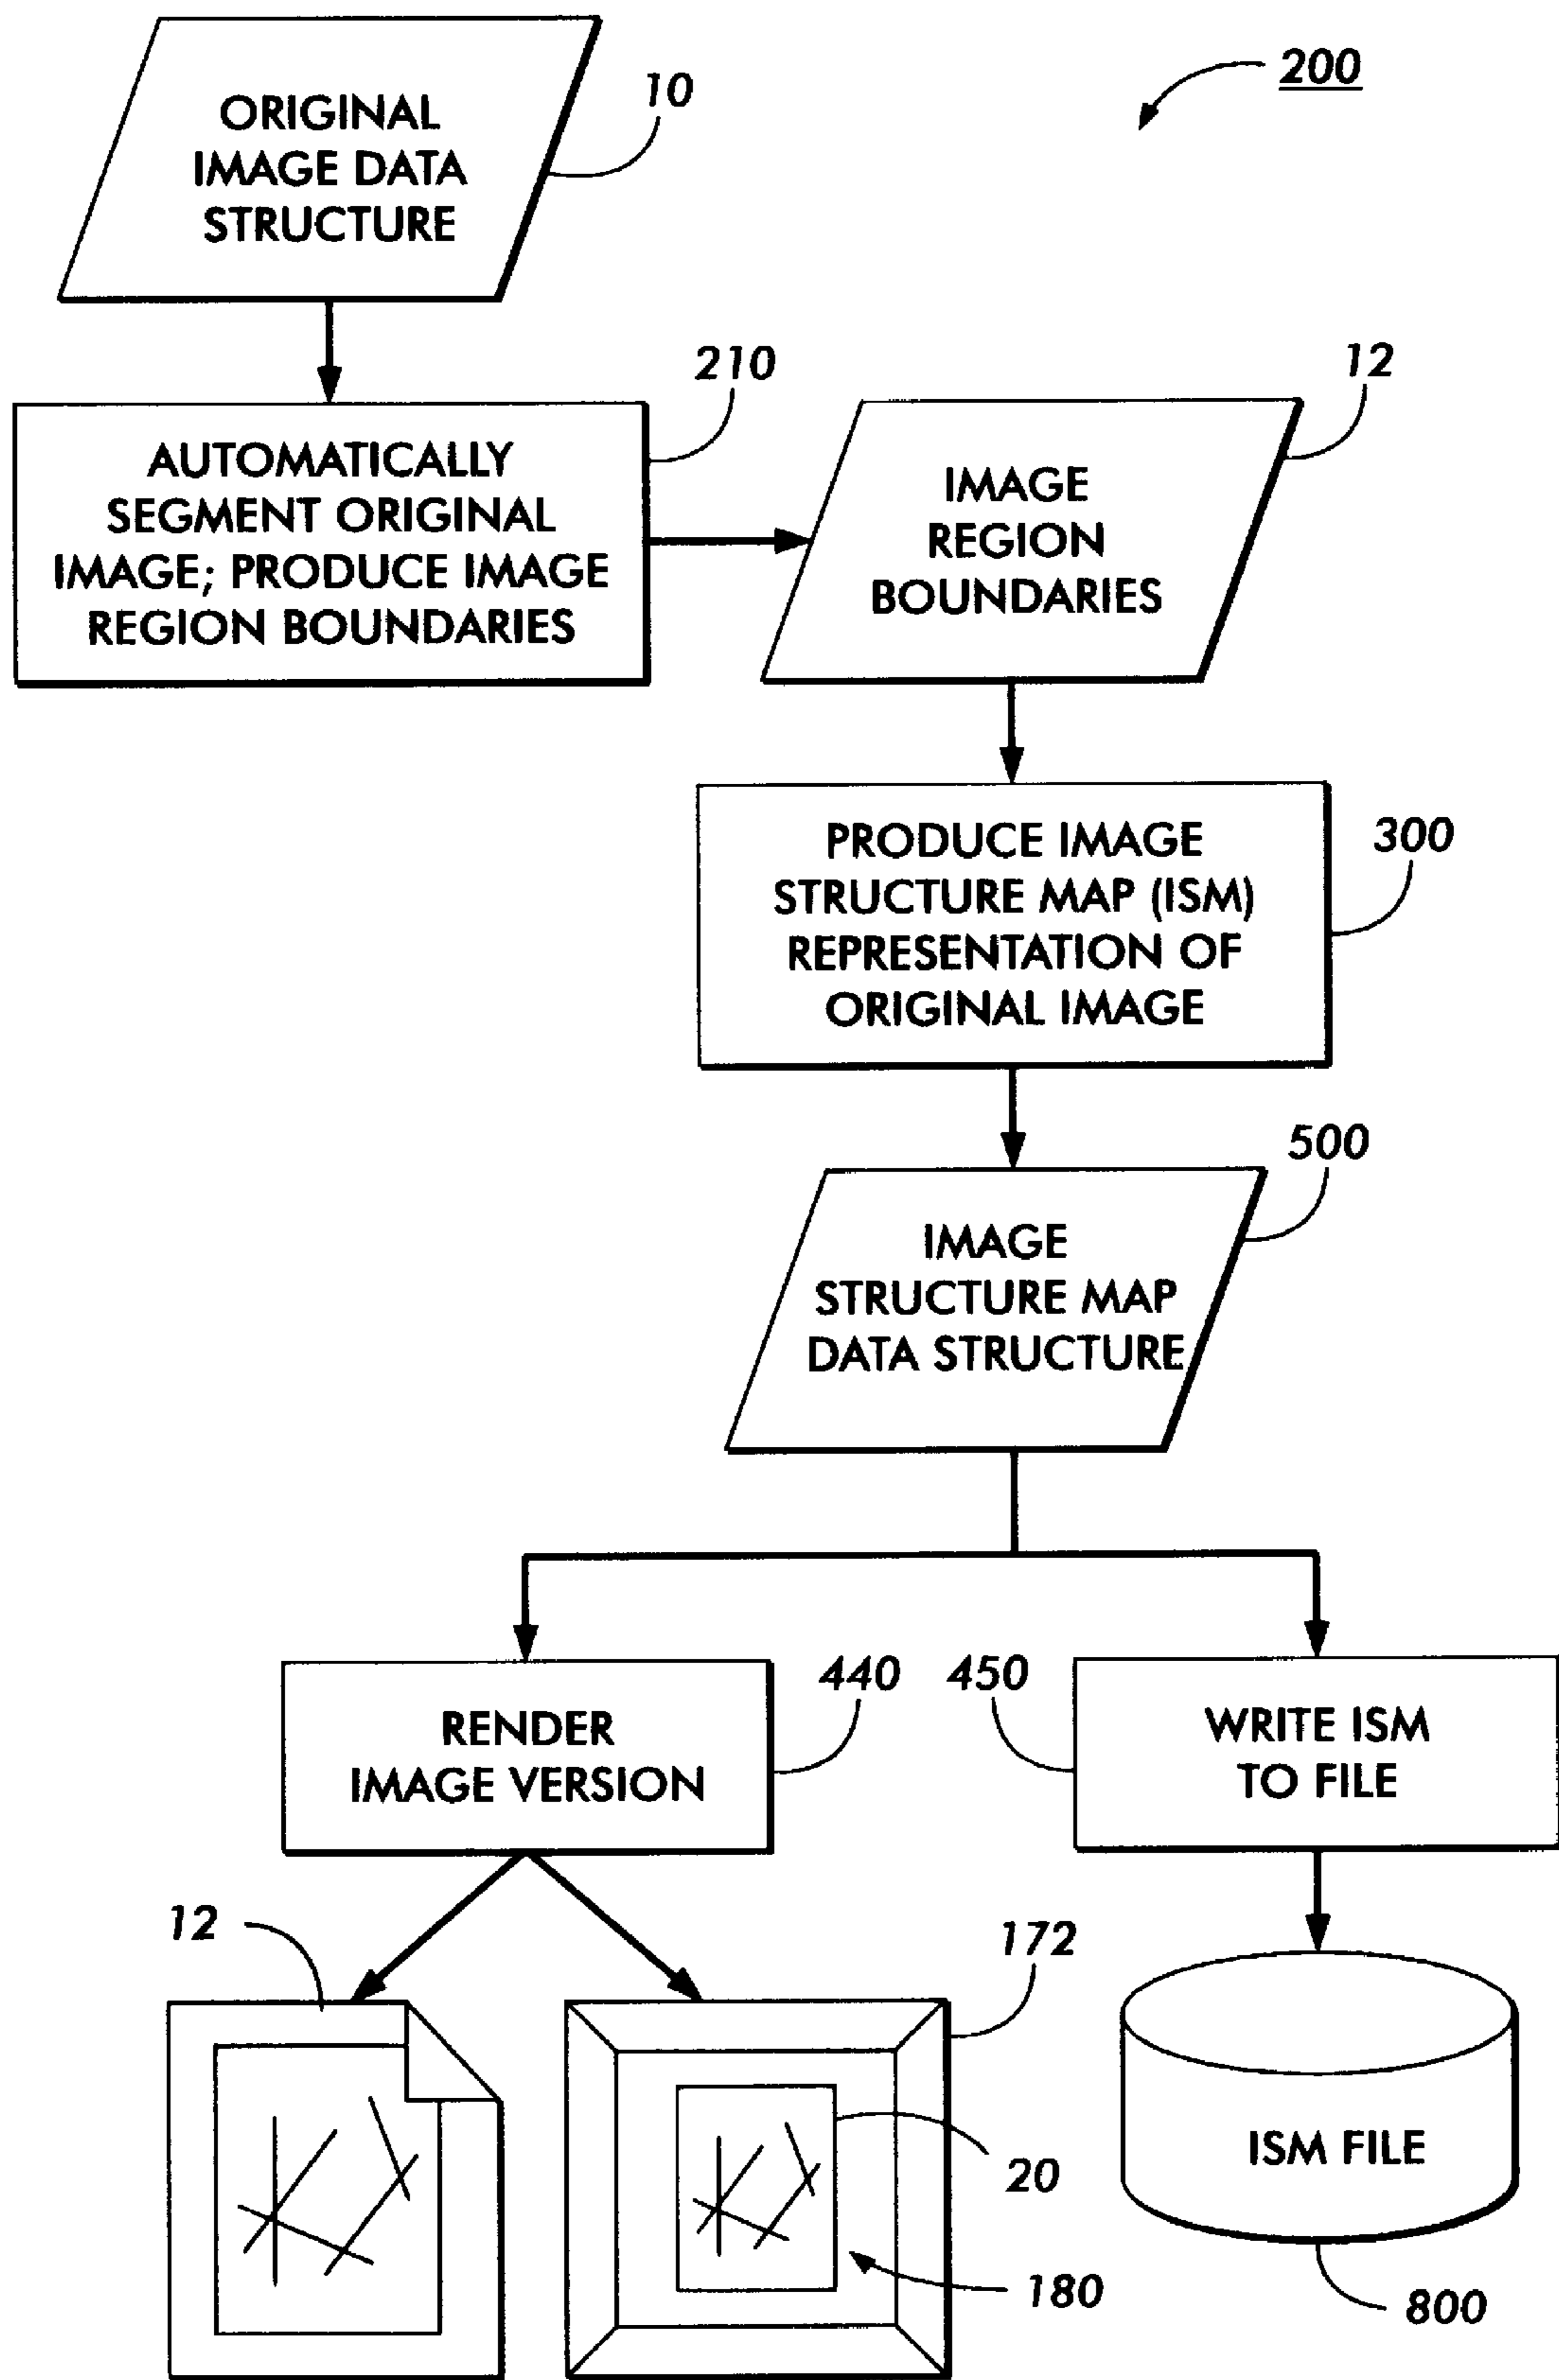 200
10
ORIGINAL
IMAGE DATA
STRUCTURE
210
12
AUTOMATICALLY
SEGMENT ORIGINAL
IMAGE; PRODUCE IMAGE
REGION BOUNDARIES
IMAGE
REGION
BOUNDARIES
300
PRODUCE IMAGE
STRUCTURE MAP (ISM)
REPRESENTATION OF
ORIGINAL IMAGE
500
IMAGE
STRUCTURE MAP
DATA STRUCTURE
440
450
RENDER
IMAGE VERSION
WRITE ISM
TO FILE
12
172
20
180
ISM FILE
800